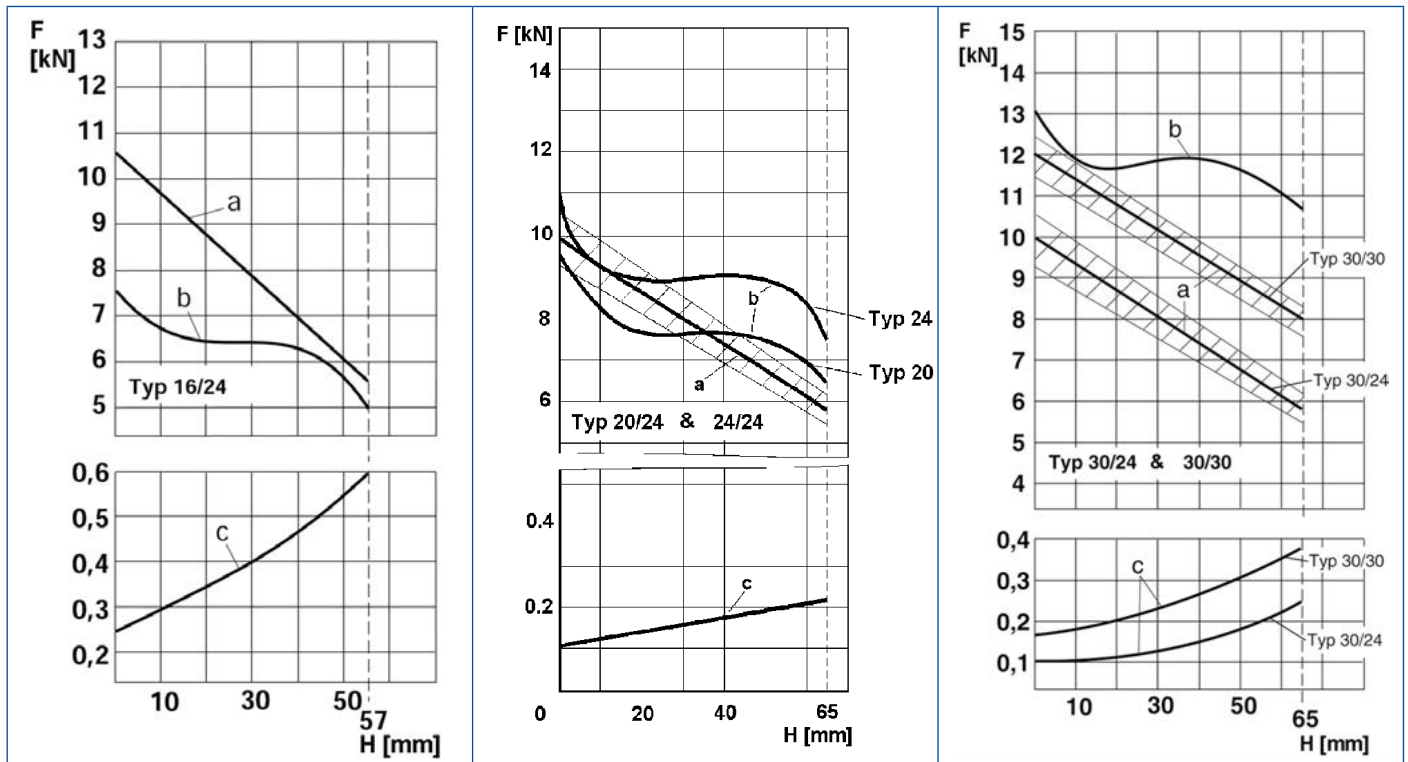 F
[kN]
13
12
11
10
9
8
7
6
5
a
b
Typ 16/24
0,6
0,5
0,4
0,3
0,2
c
10 30 50
57
H [mm]
F [kN]
14
12
10
8
6
b
a
Typ 24
Typ 20
Typ 20/24 & 24/24
0.4
0.2
c
0 20 40 65
H [mm]
F
[kN]
15
14
13
12
11
10
9
8
7
6
5
4
b
a
Typ 30/30
Typ 30/24
Typ 30/24 & 30/30
0,4
0,3
0,2
0,1
c
Typ 30/30
Typ 30/24
10 30 50
65
H [mm]